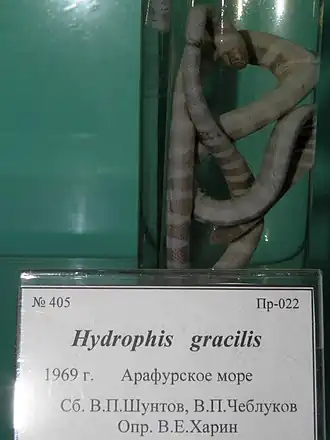 № 405 Пр-022
Hydrophis gracilis
1969 г. Арафурское море
Сб. В.П.Шунтов, В.П.Чеблуков
Опр. В.Е.Харин